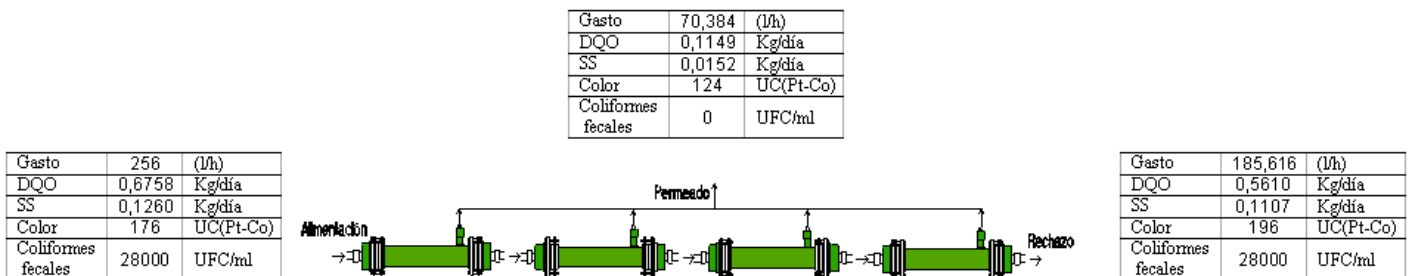 Gasto 70,384 (l/h)
DQO 0,1149 Kg/día
SS 0,0152 Kg/día
Color 124 UC(Pt-Co)
Coliformes
fecales 0 UFC/ml
Gasto 256 (l/h)
DQO 0,6758 Kg/día
SS 0,1260 Kg/día
Color 176 UC(Pt-Co)
Coliformes
fecales 28000 UFC/ml
Alimentación
Permeado
Rechazo
Gasto 185,616 (l/h)
DQO 0,5610 Kg/día
SS 0,1107 Kg/día
Color 196 UC(Pt-Co)
Coliformes
fecales 28000 UFC/ml